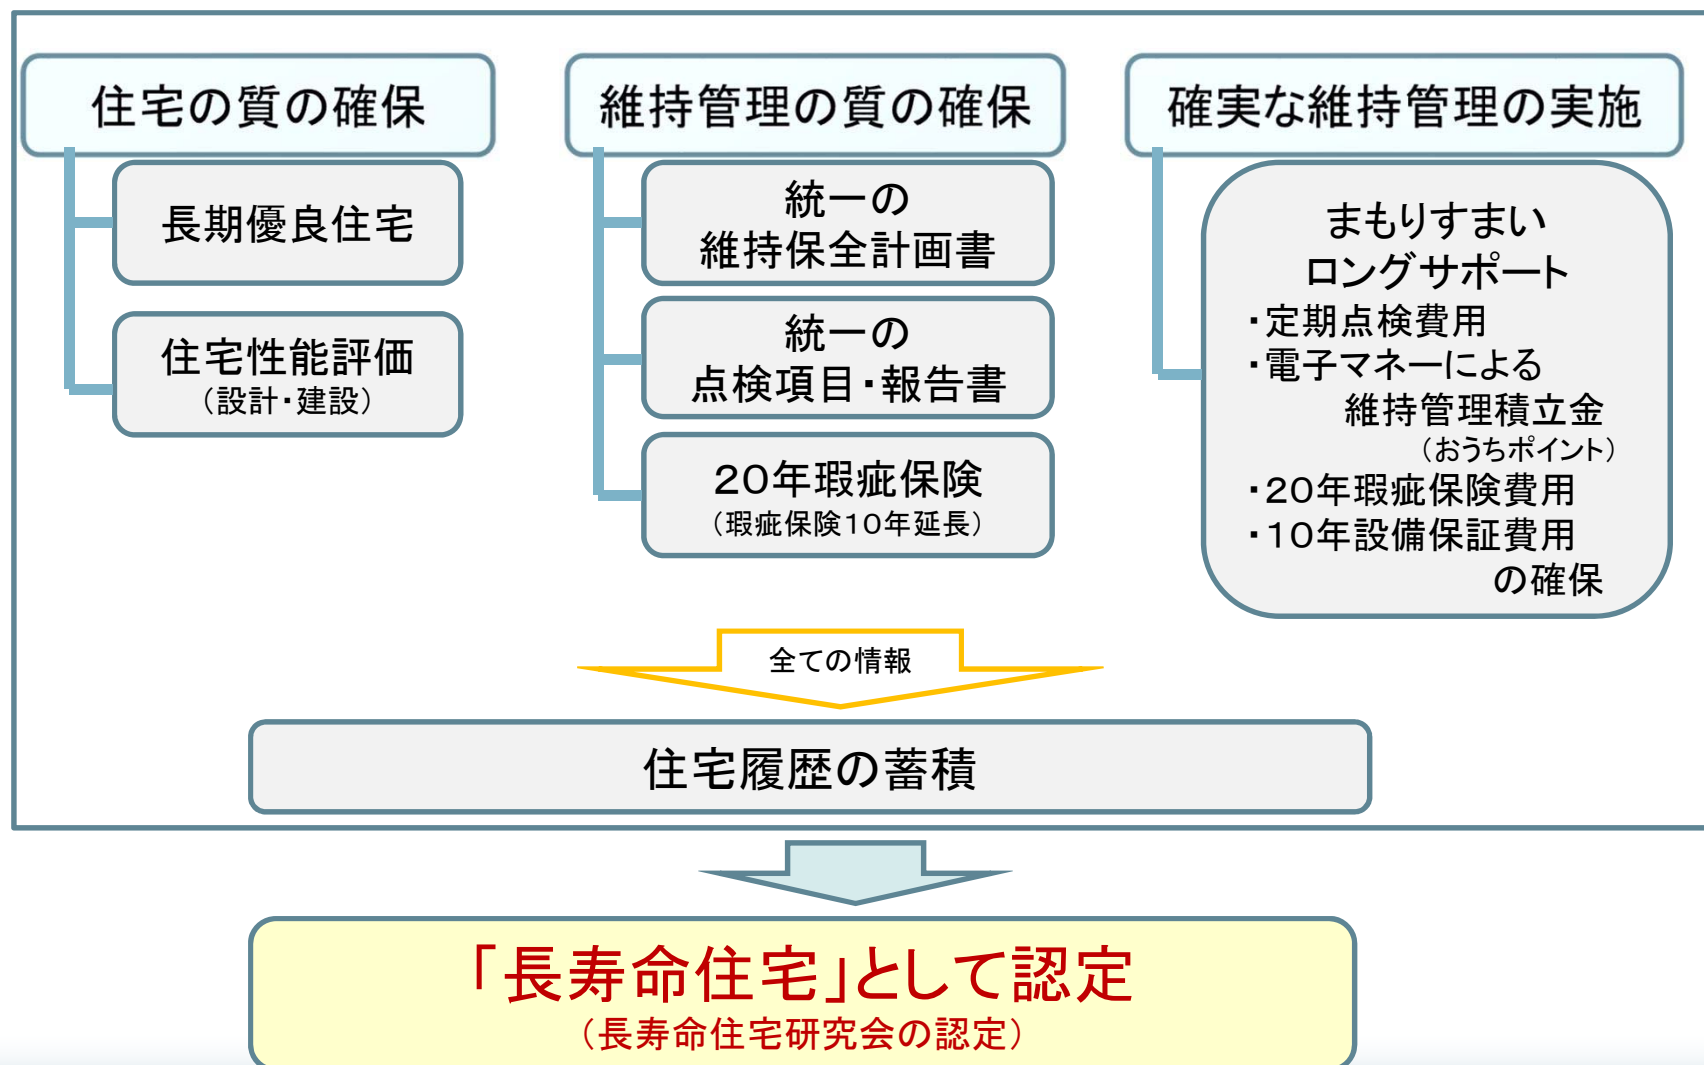 住宅の質の確保
長期優良住宅
住宅性能評価
（設計・建設）
維持管理の質の確保
統一の
維持保全計画書
統一の
点検項目・報告書
２０年瑕疵保険
（瑕疵保険１０年延長）
確実な維持管理の実施
まもりすまい
ロングサポート
・定期点検費用
・電子マネーによる
維持管理積立金
（おうちポイント）
・２０年瑕疵保険費用
・１０年設備保証費用
の確保
全ての情報
住宅履歴の蓄積
「長寿命住宅」として認定
（長寿命住宅研究会の認定）